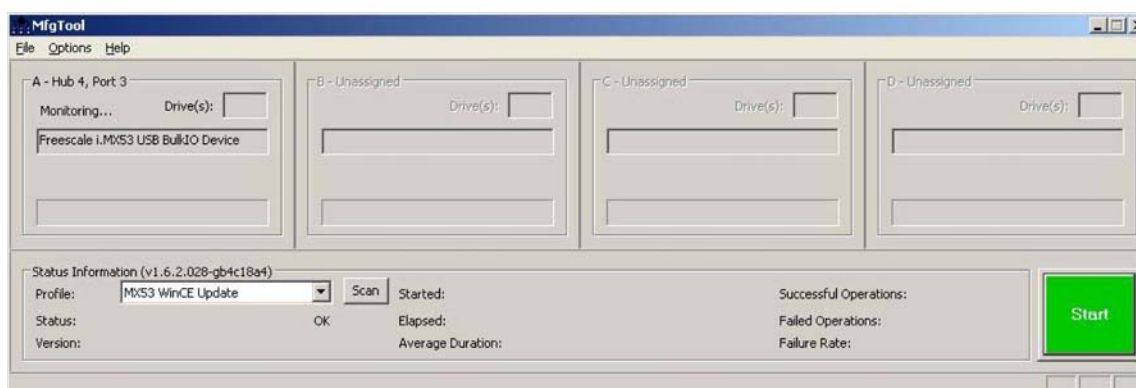 MfgTool
File Options Help
A - Hub 4, Port 3
Monitoring... Drive(s):
Freescale i.MX53 USB BulkIO Device
B - Unassigned
Drive(s):
C - Unassigned
Drive(s):
D - Unassigned
Drive(s):
Status Information (v1.6.2.028-gb4c18a4)
Profile: MX53 WinCE Update Scan Started: Successful Operations:
Status: OK Elapsed: Failed Operations:
Version: Average Duration: Failure Rate:
Start